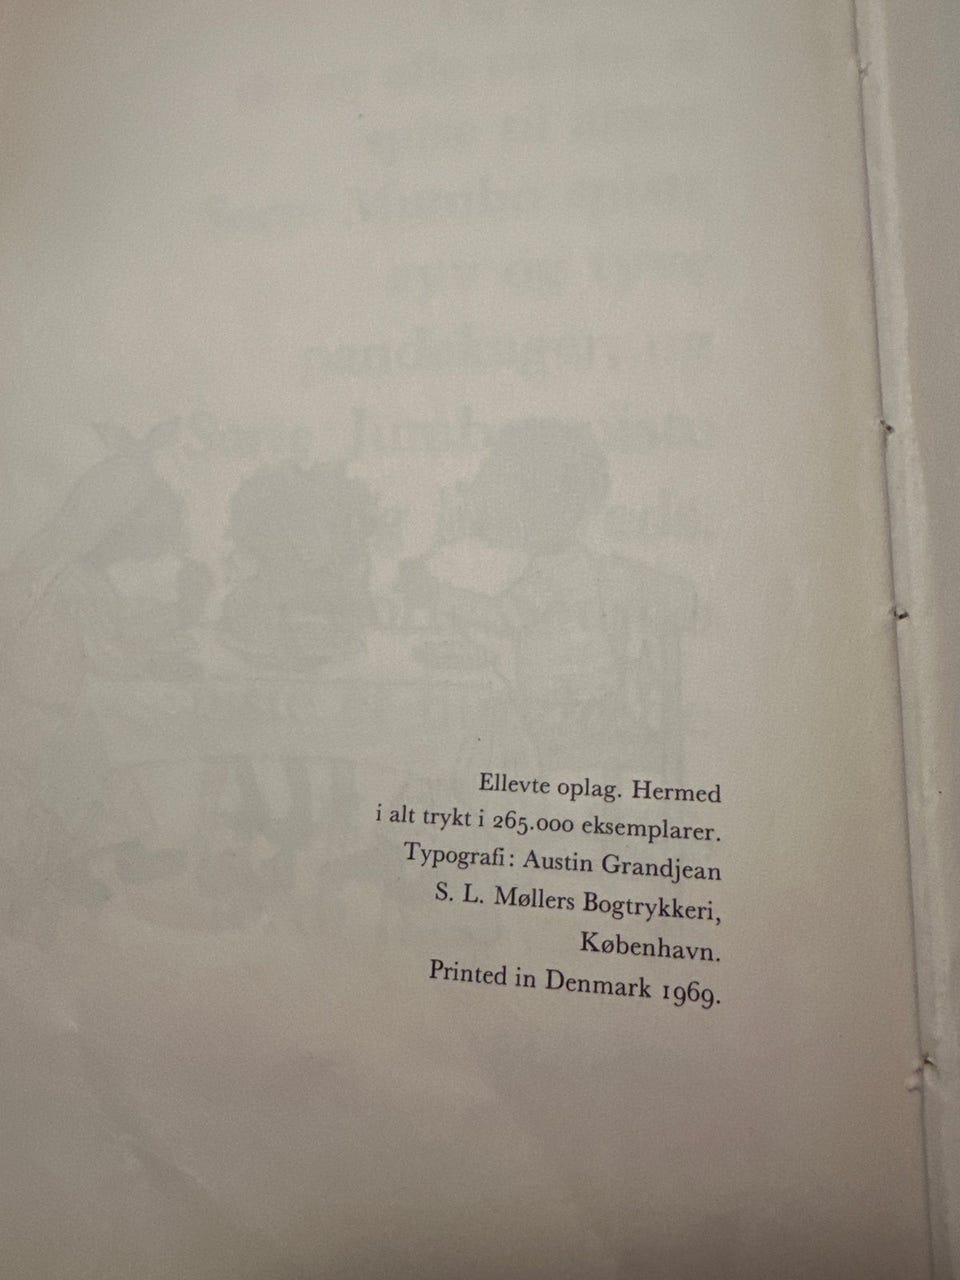 Ellevte oplag. Hermed
i alt trykt i 265.000 eksemplarer.
Typografi: Austin Grandjean
S. L. Møllers Bogtrykkeri,
København.
Printed in Denmark 1969.